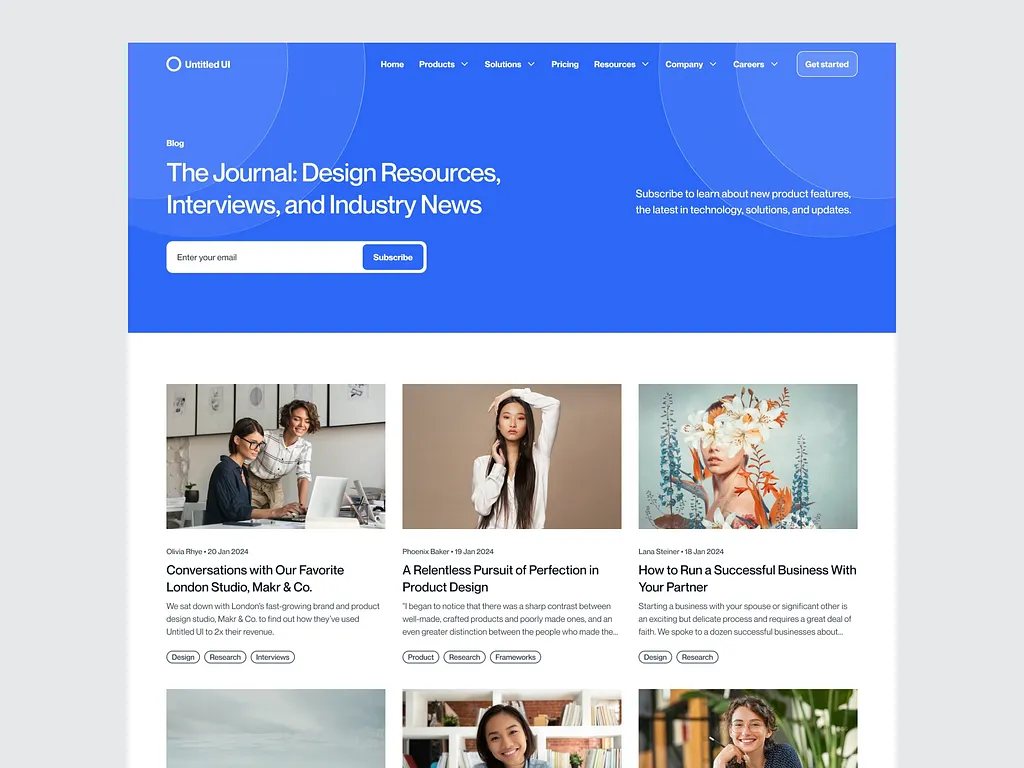 Untitled UI
Home Products Solutions Pricing Resources Company Careers Get started
Blog
The Journal: Design Resources,
Interviews, and Industry News
Subscribe to learn about new product features,
the latest in technology, solutions, and updates.
Enter your email Subscribe
Olivia Rhye • 20 Jan 2024
Conversations with Our Favorite
London Studio, Makr & Co.
We sat down with London's fast-growing brand and product
design studio, Makr & Co. to find out how they've used
Untitled UI to 2x their revenue.
Design Research Interviews
Phoenix Baker • 19 Jan 2024
A Relentless Pursuit of Perfection in
Product Design
"I began to notice that there was a sharp contrast between
well-made, crafted products and poorly made ones, and an
even greater distinction between the people who made the...
Product Research Frameworks
Lana Steiner • 18 Jan 2024
How to Run a Successful Business With
Your Partner
Starting a business with your spouse or significant other is
an exciting but delicate process and requires a great deal of
faith. We spoke to a dozen successful businesses about...
Design Research